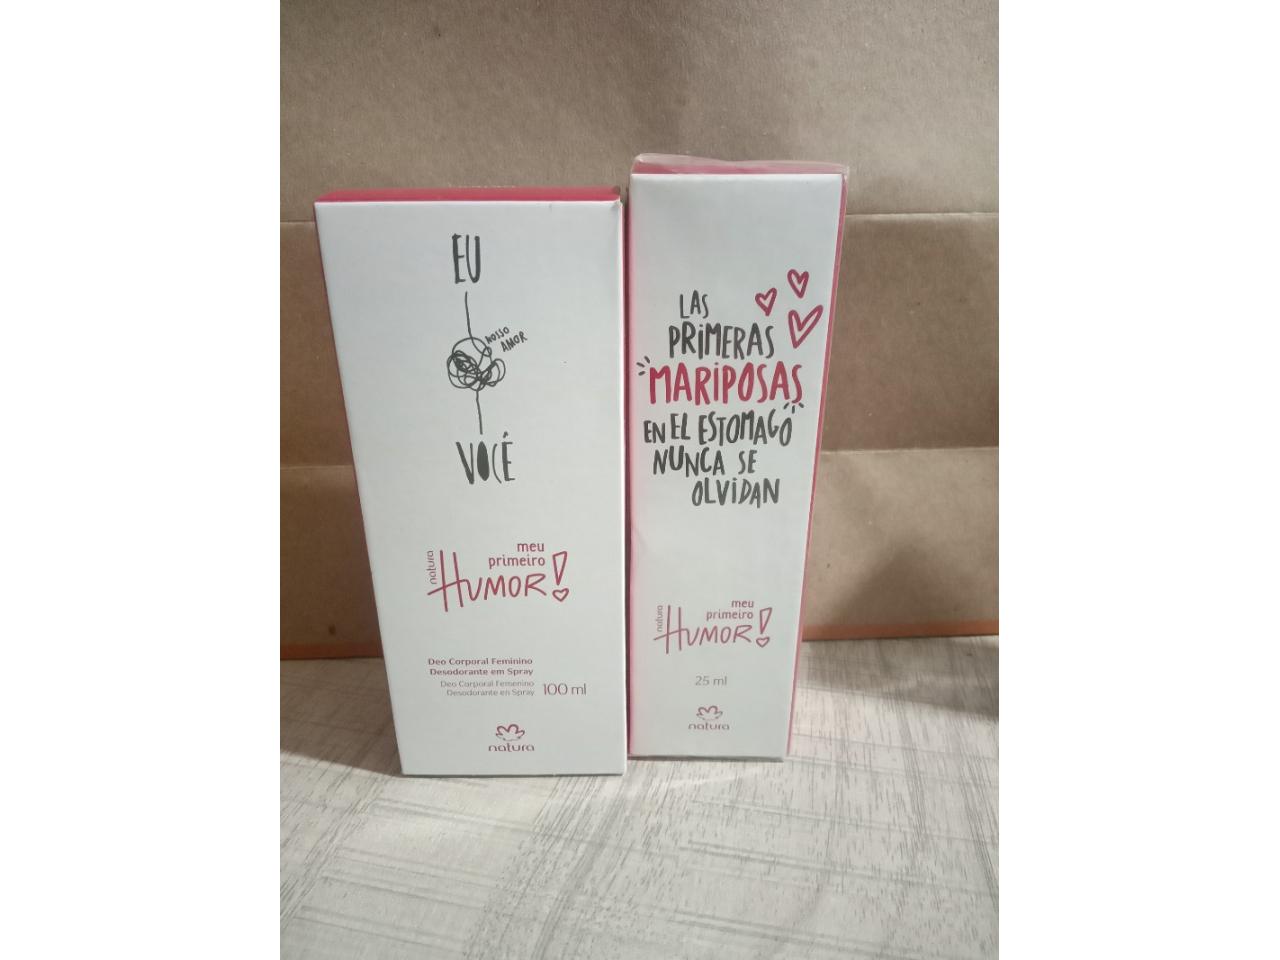 EU
NOSSO
AMOR
VOCÉ
natura
meu
primeiro
HUMOR!
Deo Corporal Feminino
Desodorante em Spray
Deo Corporal Femenino
Desodorante en Spray
100 ml
natura
LAS
PRiMERAS
MARiPOSAS
EN EL ESTOMAGO
NUNCA SE
OLViDAN
natura
meu
primeiro
HUMOR!
25 ml
natura